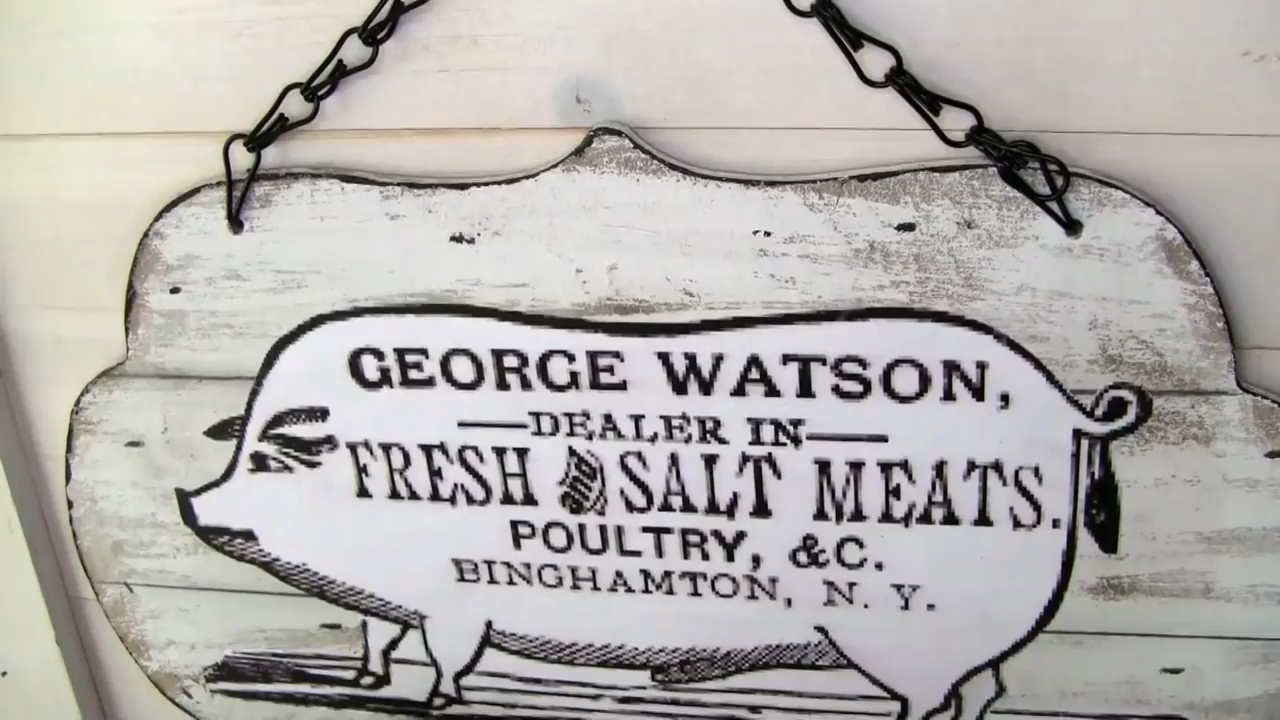 GEORGE WATSON,
—DEALER IN—
FRESH & SALT MEATS.
POULTRY, &C.
BINGHAMTON, N. Y.